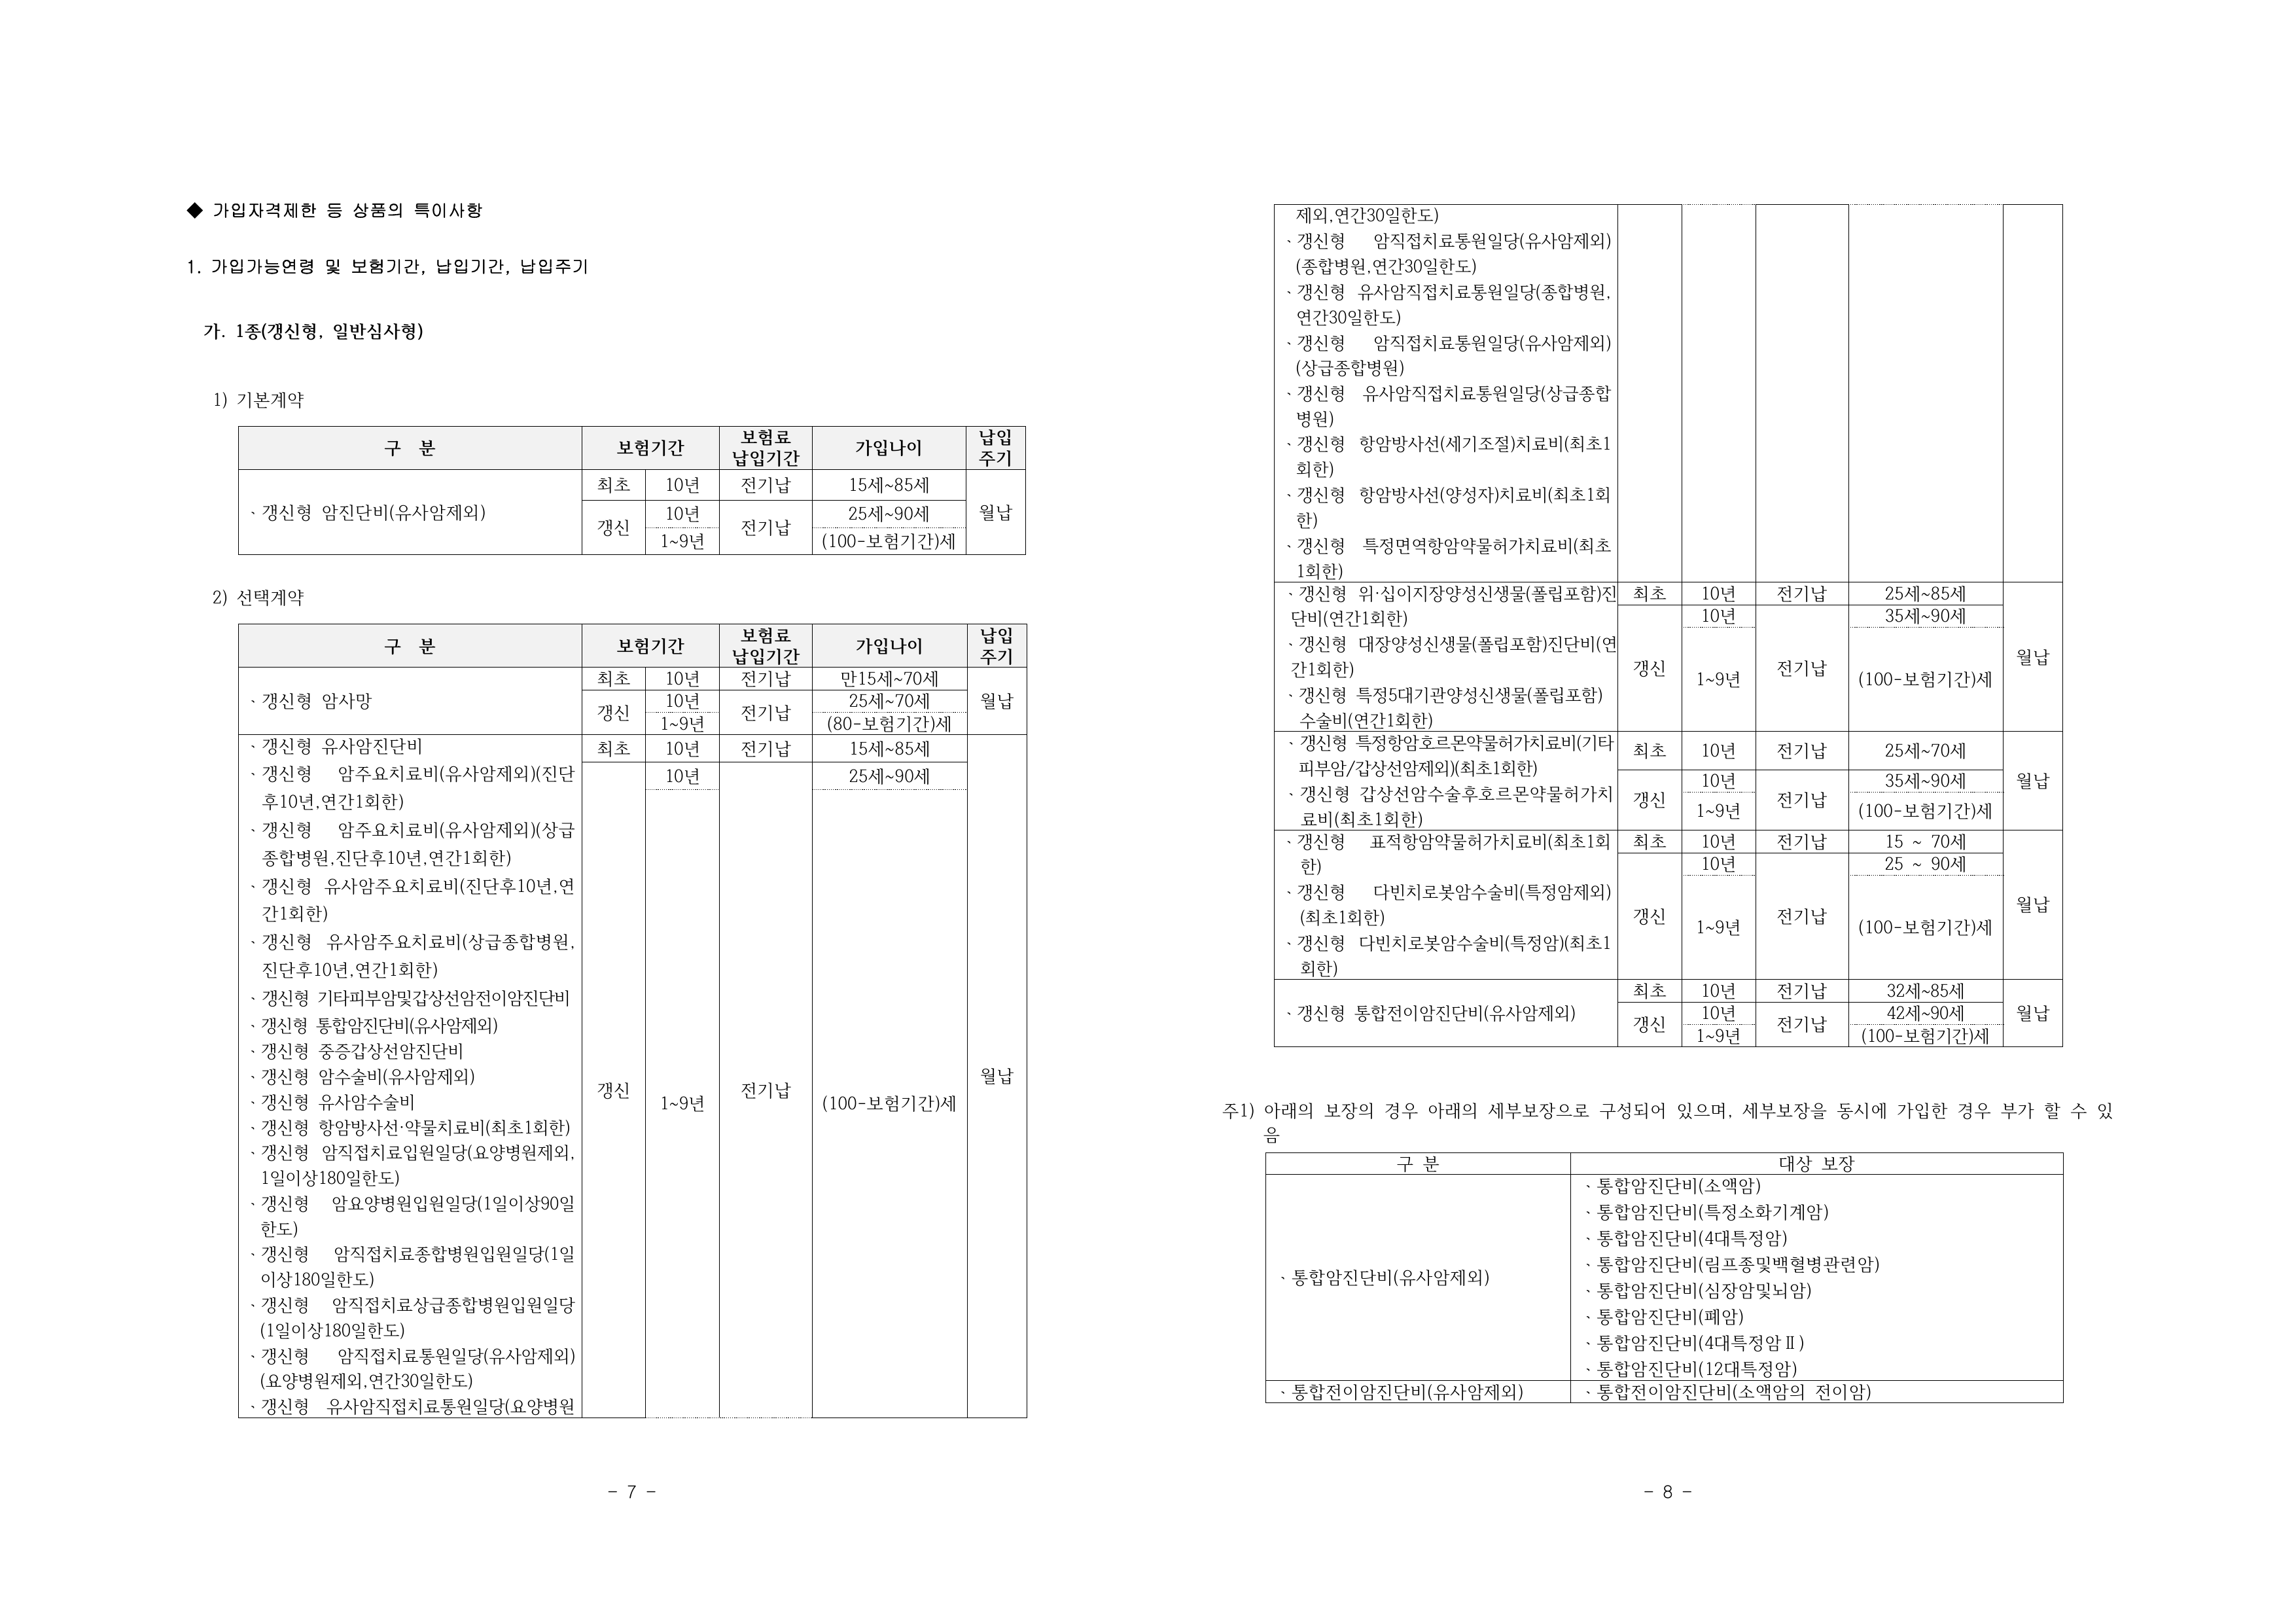 ◆ 가입자격제한 등 상품의 특이사항
1. 가입가능연령 및 보험기간, 납입기간, 납입주기
가. 1종(갱신형, 일반심사형)
1) 기본계약
구 분 보험기간 보험료 납입기간 가입나이 납입 주기
、갱신형 암진단비(유사암제외) 최초 10년 전기납 15세~85세 월납
갱신 10년 전기납 25세~90세
1~9년 (100-보험기간)세
2) 선택계약
구 분 보험기간 보험료 납입기간 가입나이 납입 주기
、갱신형 암사망 최초 10년 전기납 만15세~70세 월납
갱신 10년 전기납 25세~70세
1~9년 (80-보험기간)세
、갱신형 유사암진단비 최초 10년 전기납 15세~85세
、갱신형 암주요치료비(유사암제외)(진단 10년 25세~90세
후10년,연간1회한)
、갱신형 암주요치료비(유사암제외)(상급
종합병원,진단후10년,연간1회한)
、갱신형 유사암주요치료비(진단후10년,연
간1회한)
、갱신형 유사암주요치료비(상급종합병원,
진단후10년,연간1회한)
、갱신형 기타피부암및갑상선암전이암진단비
、갱신형 통합암진단비(유사암제외)
、갱신형 중증갑상선암진단비
、갱신형 암수술비(유사암제외) 월납
、갱신형 유사암수술비 갱신 1~9년 전기납 (100-보험기간)세
、갱신형 항암방사선·약물치료비(최초1회한)
、갱신형 암직접치료입원일당(요양병원제외,
1일이상180일한도)
、갱신형 암요양병원입원일당(1일이상90일
한도)
、갱신형 암직접치료종합병원입원일당(1일
이상180일한도)
、갱신형 암직접치료상급종합병원입원일당
(1일이상180일한도)
、갱신형 암직접치료통원일당(유사암제외)
(요양병원제외,연간30일한도)
、갱신형 유사암직접치료통원일당(요양병원
- 7 -
제외,연간30일한도)
、갱신형 암직접치료통원일당(유사암제외)
(종합병원,연간30일한도)
、갱신형 유사암직접치료통원일당(종합병원,
연간30일한도)
、갱신형 암직접치료통원일당(유사암제외)
(상급종합병원)
、갱신형 유사암직접치료통원일당(상급종합
병원)
、갱신형 항암방사선(세기조절)치료비(최초1
회한)
、갱신형 항암방사선(양성자)치료비(최초1회
한)
、갱신형 특정면역항암약물허가치료비(최초
1회한)
、갱신형 위·십이지장양성신생물(폴립포함)진 최초 10년 전기납 25세~85세
단비(연간1회한) 10년 35세~90세
、갱신형 대장양성신생물(폴립포함)진단비(연 월납
간1회한) 갱신 1~9년 전기납 (100-보험기간)세
、갱신형 특정5대기관양성신생물(폴립포함)
수술비(연간1회한)
、갱신형 특정항암호르몬약물허가치료비(기타 최초 10년 전기납 25세~70세
피부암/갑상선암제외)(최초1회한) 10년 35세~90세 월납
、갱신형 갑상선암수술후호르몬약물허가치 갱신 전기납
료비(최초1회한) 1~9년 (100-보험기간)세
、갱신형 표적항암약물허가치료비(최초1회 최초 10년 전기납 15 ~ 70세
한) 10년 25 ~ 90세
、갱신형 다빈치로봇암수술비(특정암제외) 월납
(최초1회한) 갱신 1~9년 전기납 (100-보험기간)세
、갱신형 다빈치로봇암수술비(특정암)(최초1
회한)
최초 10년 전기납 32세~85세
、갱신형 통합전이암진단비(유사암제외) 갱신 10년 전기납 42세~90세 월납
1~9년 (100-보험기간)세
주1) 아래의 보장의 경우 아래의 세부보장으로 구성되어 있으며, 세부보장을 동시에 가입한 경우 부가 할 수 있
음
구 분 대상 보장
、통합암진단비(유사암제외) 、통합암진단비(소액암)
、통합암진단비(특정소화기계암)
、통합암진단비(4대특정암)
、통합암진단비(림프종및백혈병관련암)
、통합암진단비(심장암및뇌암)
、통합암진단비(폐암)
、통합암진단비(4대특정암Ⅱ)
、통합암진단비(12대특정암)
、통합전이암진단비(유사암제외) 、통합전이암진단비(소액암의 전이암)
- 8 -